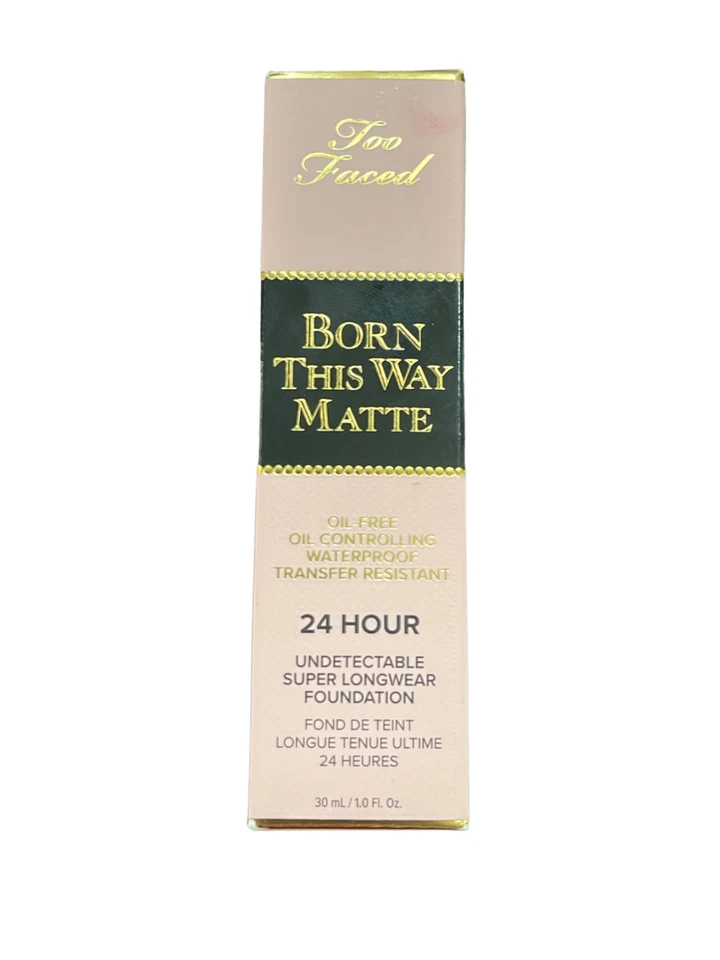 Too
Faced
BORN
THIS WAY
MATTE
OIL-FREE
OIL CONTROLLING
WATERPROOF
TRANSFER RESISTANT
24 HOUR
UNDETECTABLE
SUPER LONGWEAR
FOUNDATION
FOND DE TEINT
LONGUE TENUE ULTIME
24 HEURES
30 mL / 1.0 Fl. Oz.